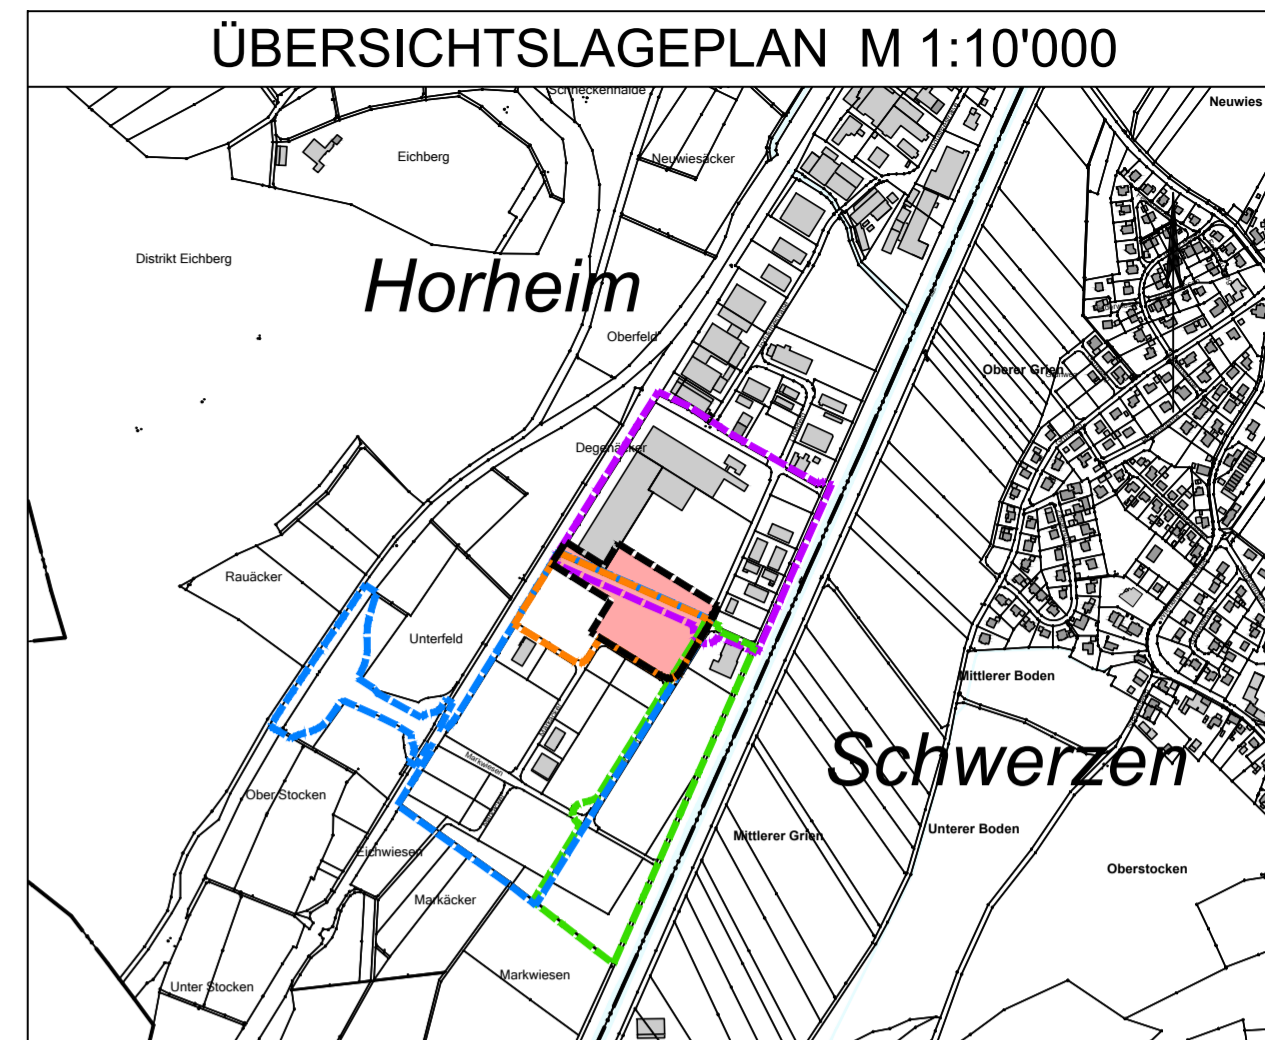 ÜBERSICHTSLAGEPLAN M 1:10'000
Schneckenhalde
Neuwies
Eichberg
Neuwiesäcker
Distrikt Eichberg
Horheim
Oberfeld
Oberer Grien
Degenäcker
Rauäcker
Unterfeld
Mittlerer Boden
Schwerzen
Markwiesen
Ober Stocken
Unterer Boden
Mittlerer Grien
Eichwiesen
Oberstocken
Markäcker
Markwiesen
Unter Stocken